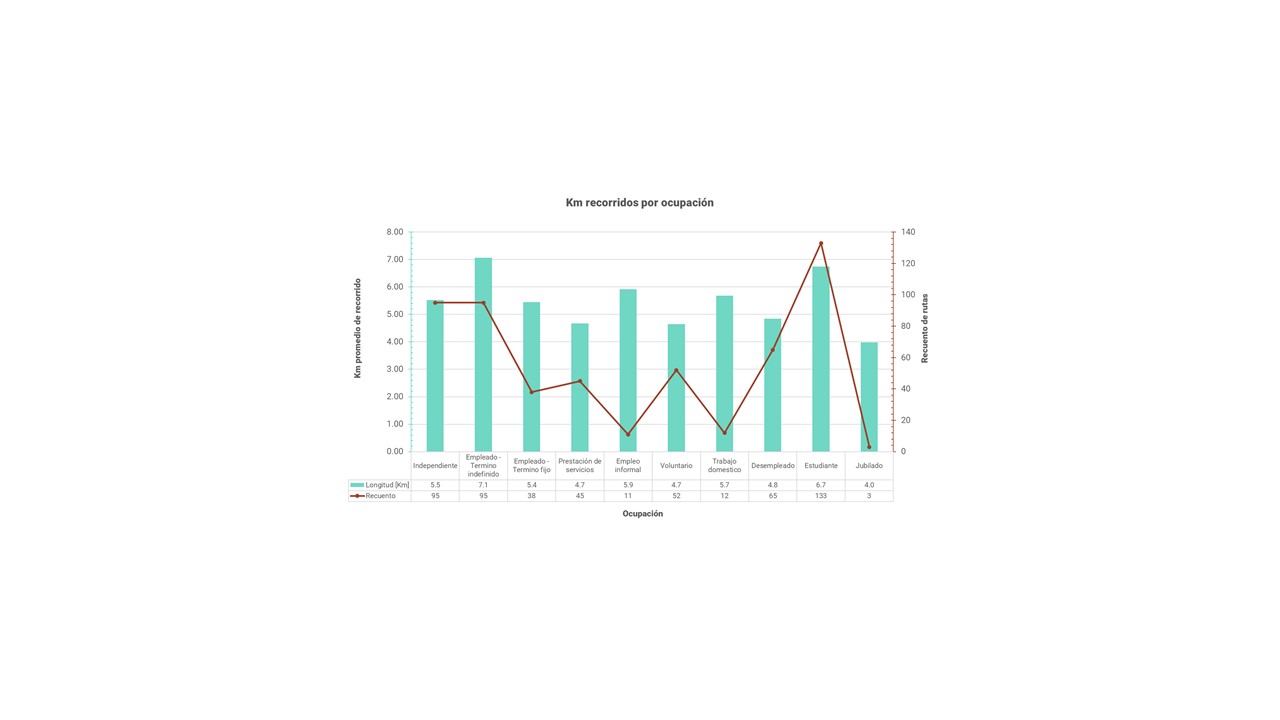 Km recorridos por ocupación
8.00
7.00
6.00
5.00
4.00
3.00
2.00
1.00
0.00
Km promedio de recorrido
140
120
100
80
60
40
20
0
Recuento de rutas
Independiente
Empleado -
Termino
indefinido
Empleado -
Termino fijo
Prestación de
servicios
Empleo
informal
Voluntario
Trabajo
domestico
Desempleado
Estudiante
Jubilado
Longitud [Km] 5.5 7.1 5.4 4.7 5.9 4.7 5.7 4.8 6.7 4.0
Recuento 95 95 38 45 11 52 12 65 133 3
Ocupación